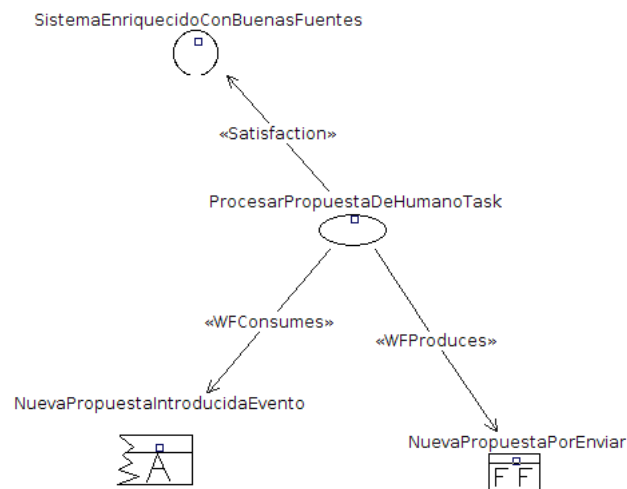 SistemaEnriquecidoConBuenasFuentes
«Satisfaction»
ProcesarPropuestaDeHumanoTask
«WFConsumes»
«WFProduces»
NuevaPropuestaIntroducidaEvento
NuevaPropuestaPorEnviar
A
F F